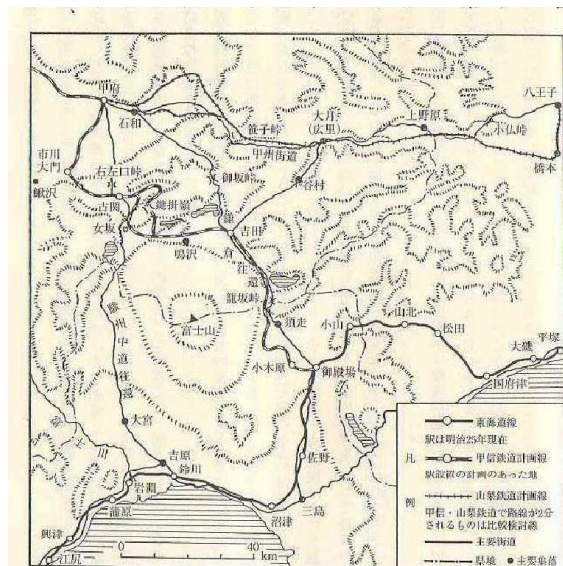 甲府
石和
笹子峠
大月
(広里)
上野原
八王子
小仏峠
甲州街道
橋本
市川
大門
右左口峠
御坂峠
谷村
鰍沢
古関
鍵掛嶺
女坂
鳴沢
吉田
鎌
倉
往
還
籠坂峠
須走
富士山
小山
山北
松田
大磯
平塚
国府津
小木原
御殿場
中
道
往
還
大宮
富
士
川
吉原
鈴川
佐野
岩淵
蒲原
沼津
三島
興津
江尻
0
40
km
凡
例
東海道線
駅は明治25年現在
甲信鉄道計画線
駅設置の計画のあった地
山梨鉄道計画線
甲信・山梨鉄道で路線が2分
されるものは比較検討線
主要街道
県境
主要集落